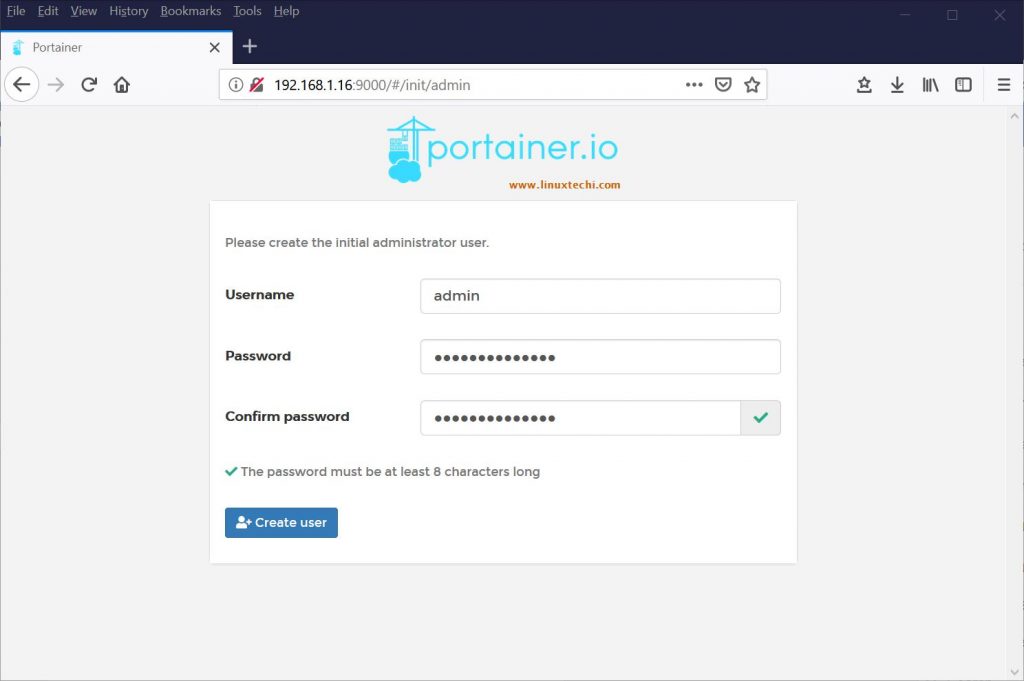 File Edit View History Bookmarks Tools Help
Portainer
192.168.1.16:9000/#/init/admin
portainer.io
www.linuxtechi.com
Please create the initial administrator user.
Username admin
Password ••••••••••••••
Confirm password ••••••••••••••
The password must be at least 8 characters long
Create user